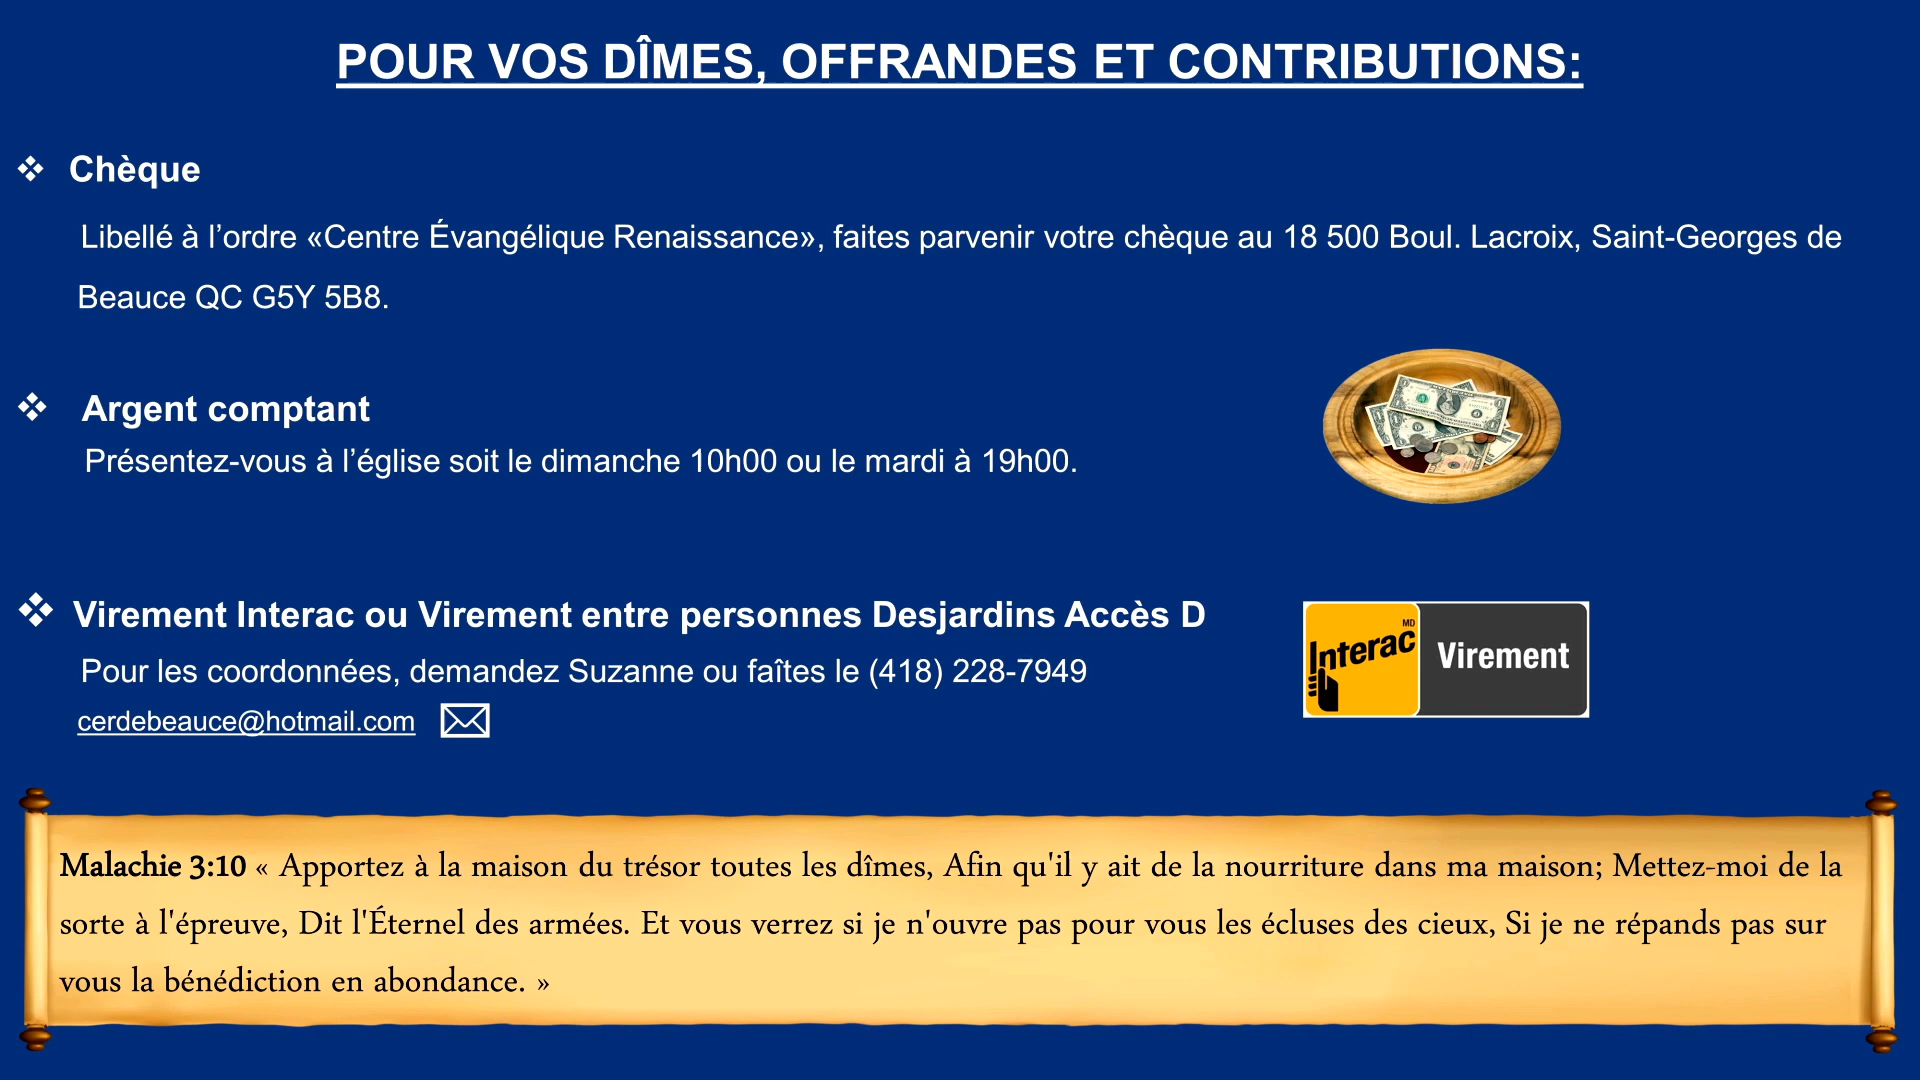 POUR VOS DÎMES, OFFRANDES ET CONTRIBUTIONS:
❖ Chèque
Libellé à l’ordre «Centre Évangélique Renaissance», faites parvenir votre chèque au 18 500 Boul. Lacroix, Saint-Georges de
Beauce QC G5Y 5B8.
❖ Argent comptant
Présentez-vous à l’église soit le dimanche 10h00 ou le mardi à 19h00.
❖ Virement Interac ou Virement entre personnes Desjardins Accès D
Pour les coordonnées, demandez Suzanne ou faîtes le (418) 228-7949
cerdebeauce@hotmail.com
Interac MD Virement
Malachie 3:10 « Apportez à la maison du trésor toutes les dîmes, Afin qu'il y ait de la nourriture dans ma maison; Mettez-moi de la
sorte à l'épreuve, Dit l'Éternel des armées. Et vous verrez si je n'ouvre pas pour vous les écluses des cieux, Si je ne répands pas sur
vous la bénédiction en abondance. »